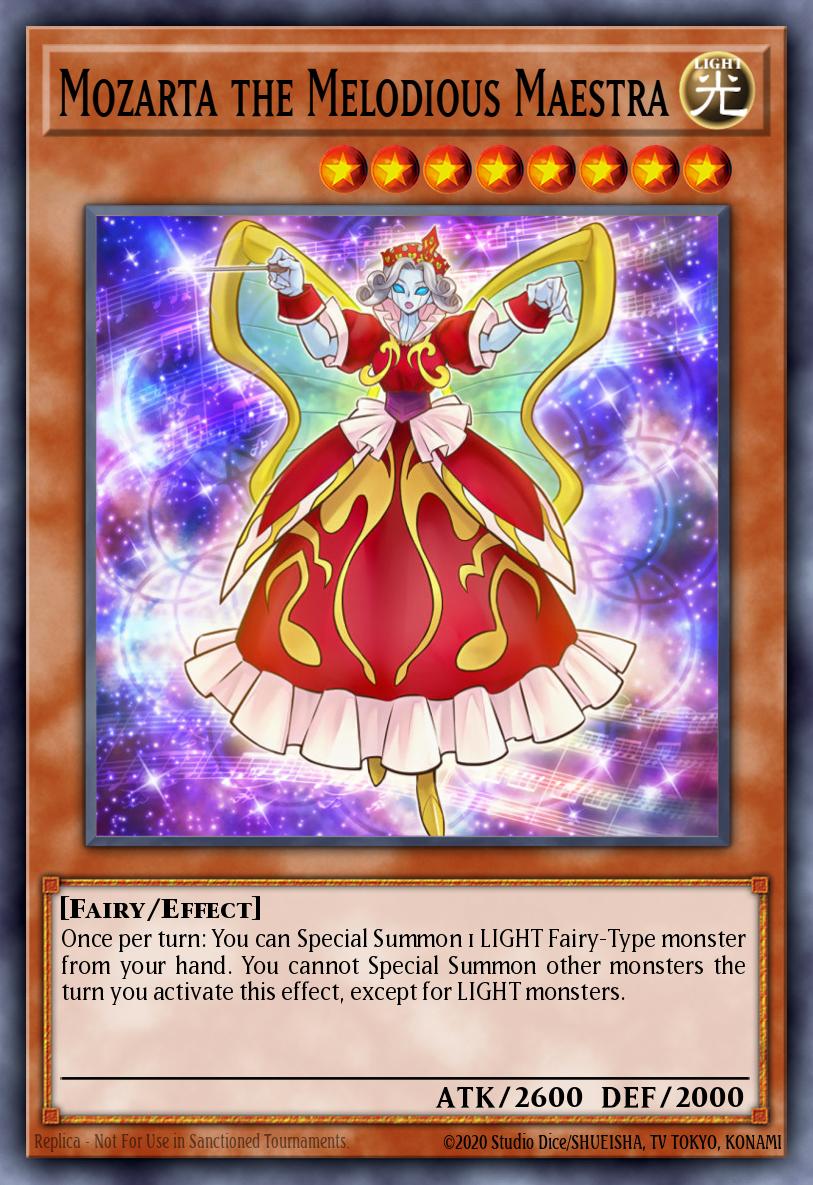 Mozarta the Melodious Maestra
LIGHT
光
[Fairy/Effect]
Once per turn: You can Special Summon 1 LIGHT Fairy-Type monster
from your hand. You cannot Special Summon other monsters the
turn you activate this effect, except for LIGHT monsters.
ATK/2600 DEF/2000
Replica - Not For Use in Sanctioned Tournaments.
©2020 Studio Dice/SHUEISHA, TV TOKYO, KONAMI